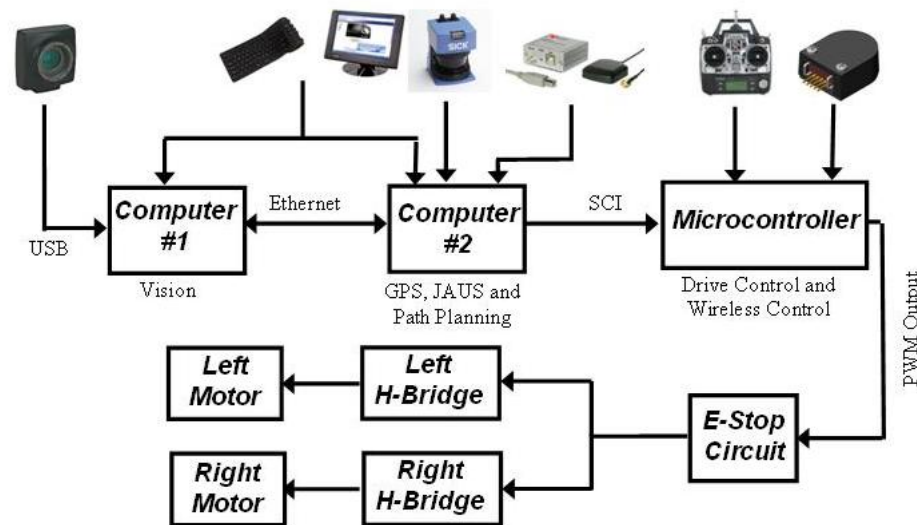 SICK
Computer
#1
Ethernet
Computer
#2
SCI
Microcontroller
USB
Vision
GPS, JAUS and
Path Planning
Drive Control and
Wireless Control
PWM Output
Left
Motor
Left
H-Bridge
E-Stop
Circuit
Right
Motor
Right
H-Bridge